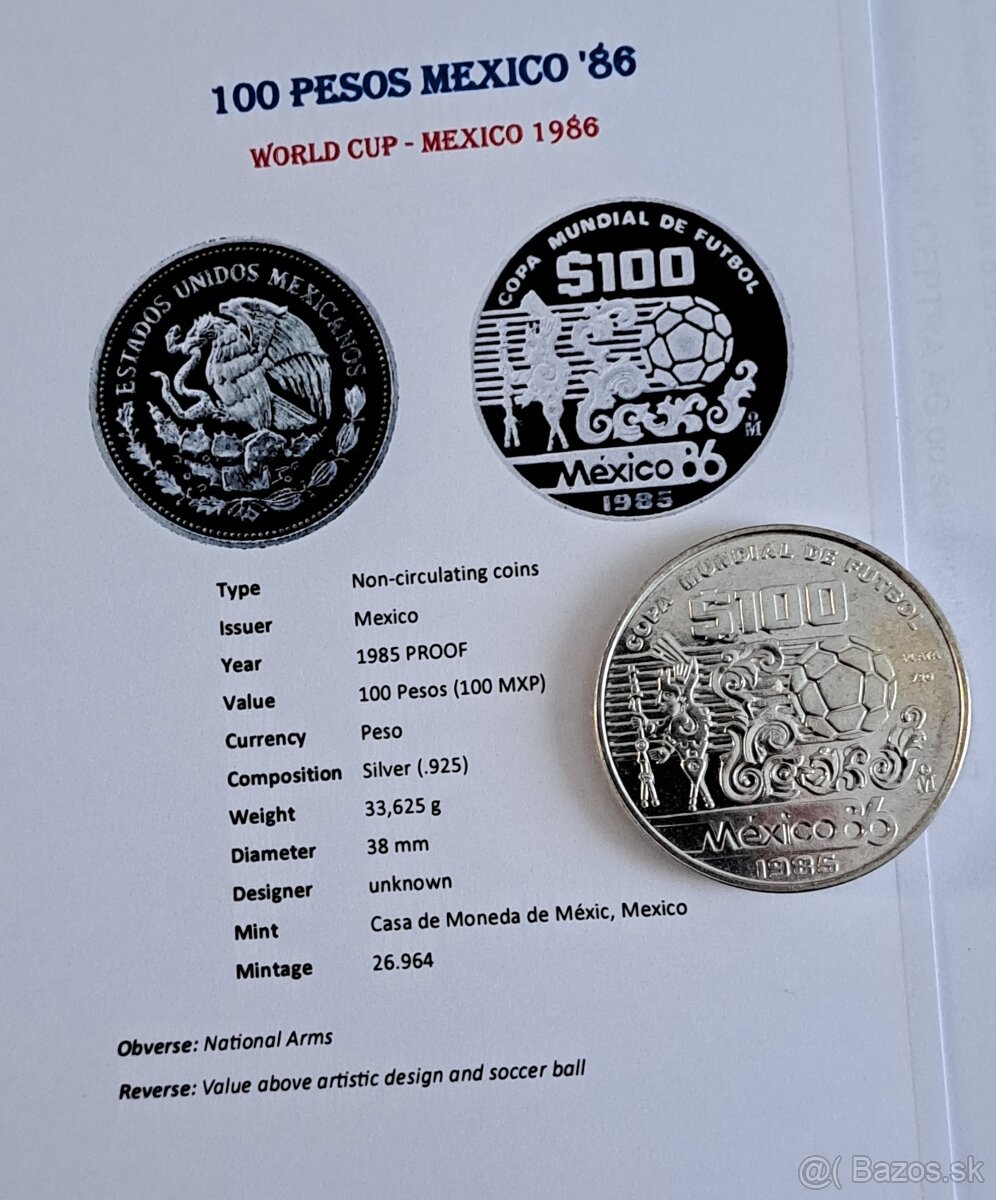 100 PESOS MEXICO '86
WORLD CUP - MEXICO 1986
ESTADOS UNIDOS MEXICANOS
COPA MUNDIAL DE FUTBOL
$100
México 86
1985
Type Non-circulating coins
Issuer Mexico
Year 1985 PROOF
Value 100 Pesos (100 MXP)
Currency Peso
Composition Silver (.925)
Weight 33,625 g
Diameter 38 mm
Designer unknown
Mint Casa de Moneda de Méxic, Mexico
Mintage 26.964
COPA MUNDIAL DE FUTBOL
$100
México 86
1985
Obverse: National Arms
Reverse: Value above artistic design and soccer ball
@( Bazos.sk